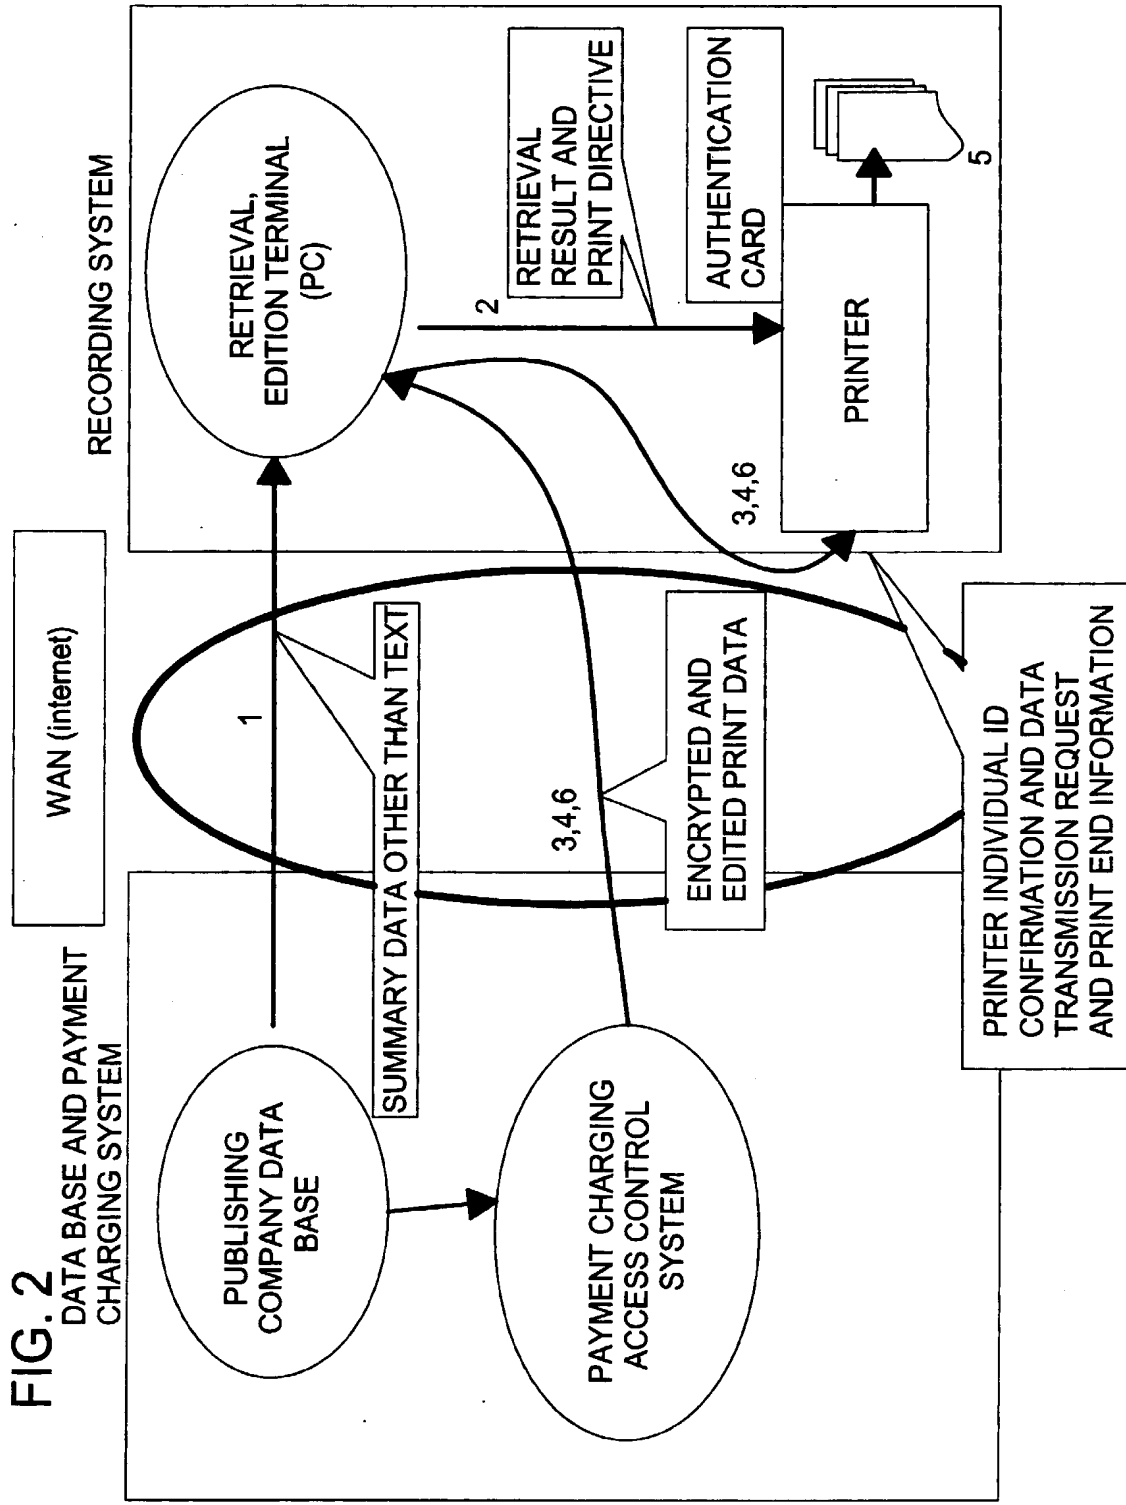 FIG. 2
DATA BASE AND PAYMENT
CHARGING SYSTEM
WAN (internet)
RECORDING SYSTEM
PUBLISHING
COMPANY DATA
BASE
1
RETRIEVAL,
EDITION TERMINAL
(PC)
SUMMARY DATA OTHER THAN TEXT
2
RETRIEVAL
RESULT AND
PRINT DIRECTIVE
PAYMENT CHARGING
ACCESS CONTROL
SYSTEM
3,4,6
ENCRYPTED AND
EDITED PRINT DATA
3,4,6
AUTHENTICATION
CARD
PRINTER
5
PRINTER INDIVIDUAL ID
CONFIRMATION AND DATA
TRANSMISSION REQUEST
AND PRINT END INFORMATION